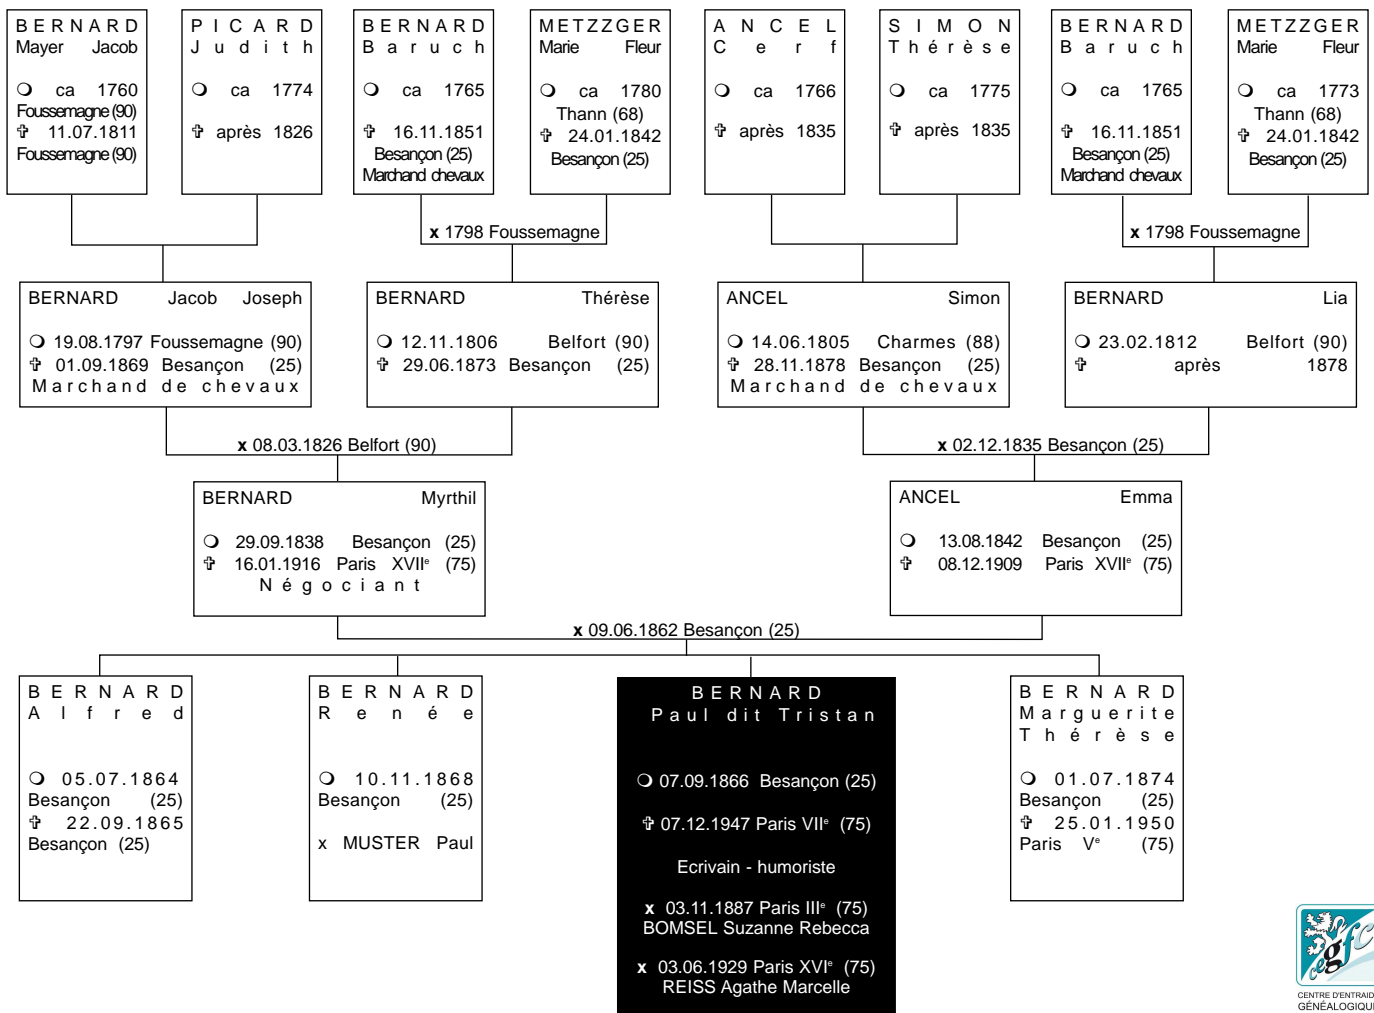 BERNARD
Mayer Jacob
❍ ca 1760
Foussemagne (90)
✞ 11.07.1811
Foussemagne (90)
PICARD
Judith
❍ ca 1774
✞ après 1826
BERNARD
Baruch
❍ ca 1765
✞ 16.11.1851
Besançon (25)
Marchand chevaux
METZZGER
Marie Fleur
❍ ca 1780
Thann (68)
✞ 24.01.1842
Besançon (25)
ANCEL
Cerf
❍ ca 1766
✞ après 1835
SIMON
Thérèse
❍ ca 1775
✞ après 1835
BERNARD
Baruch
❍ ca 1765
✞ 16.11.1851
Besançon (25)
Marchand chevaux
METZZGER
Marie Fleur
❍ ca 1773
Thann (68)
✞ 24.01.1842
Besançon (25)
x 1798 Foussemagne
x 1798 Foussemagne
BERNARD Jacob Joseph
❍ 19.08.1797 Foussemagne (90)
✞ 01.09.1869 Besançon (25)
Marchand de chevaux
BERNARD Thérèse
❍ 12.11.1806 Belfort (90)
✞ 29.06.1873 Besançon (25)
ANCEL Simon
❍ 14.06.1805 Charmes (88)
✞ 28.11.1878 Besançon (25)
Marchand de chevaux
BERNARD Lia
❍ 23.02.1812 Belfort (90)
✞ après 1878
x 08.03.1826 Belfort (90)
x 02.12.1835 Besançon (25)
BERNARD Myrthil
❍ 29.09.1838 Besançon (25)
✞ 16.01.1916 Paris XVIIe (75)
Négociant
ANCEL Emma
❍ 13.08.1842 Besançon (25)
✞ 08.12.1909 Paris XVIIe (75)
x 09.06.1862 Besançon (25)
BERNARD
Alfred
❍ 05.07.1864
Besançon (25)
✞ 22.09.1865
Besançon (25)
BERNARD
Renée
❍ 10.11.1868
Besançon (25)
x MUSTER Paul
BERNARD
Paul dit Tristan
❍ 07.09.1866 Besançon (25)
✞ 07.12.1947 Paris VIIe (75)
Ecrivain - humoriste
x 03.11.1887 Paris IIIe (75)
BOMSEL Suzanne Rebecca
x 03.06.1929 Paris XVIe (75)
REISS Agathe Marcelle
BERNARD
Marguerite
Thérèse
❍ 01.07.1874
Besançon (25)
✞ 25.01.1950
Paris Ve (75)
cegfc
CENTRE D'ENTRAID
GÉNÉALOGIQU